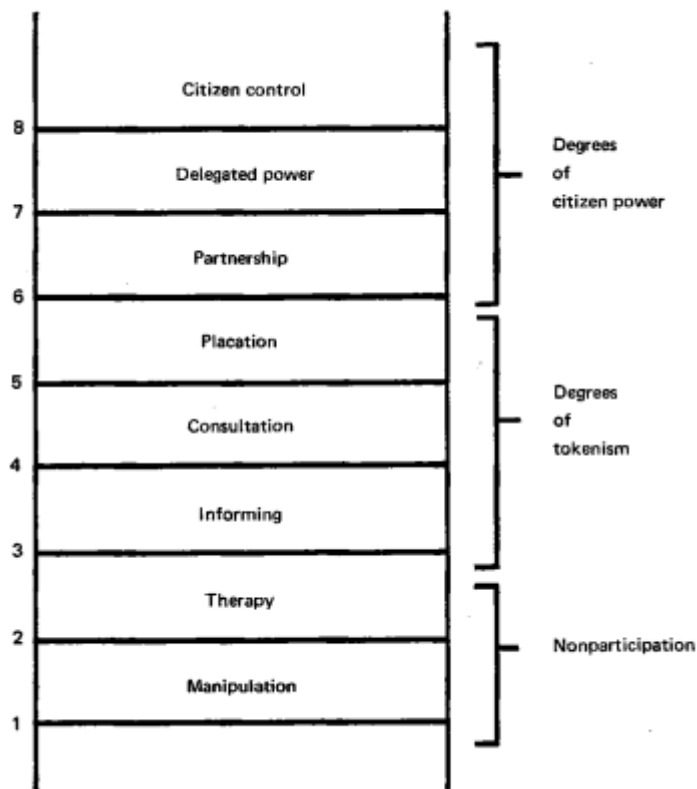 Citizen control
8
Delegated power
7
Partnership
6
Placation
5
Consultation
4
Informing
3
Therapy
2
Manipulation
1
Degrees
of
citizen power
Degrees
of
tokenism
Nonparticipation